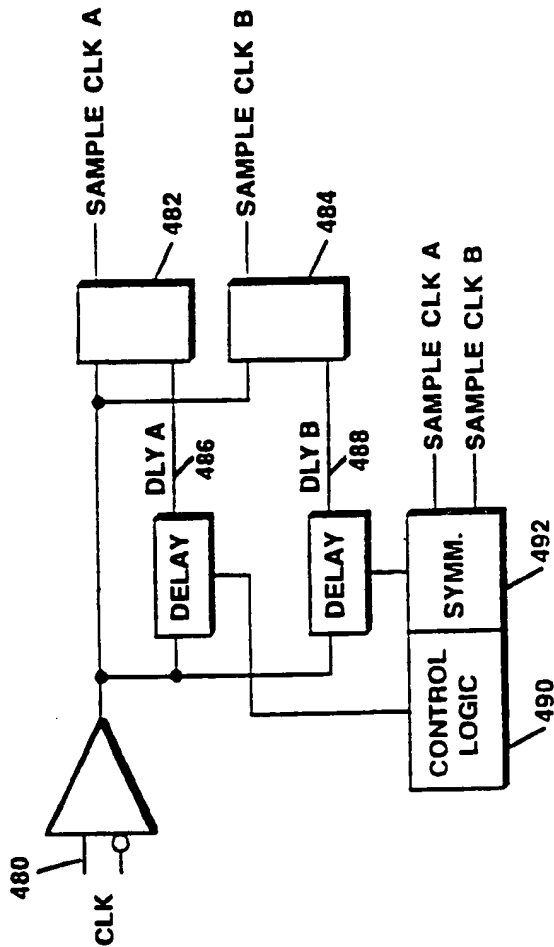 CLK
480
SAMPLE CLK A
482
DLY A
486
DELAY
SAMPLE CLK B
484
DLY B
488
DELAY
CONTROL
LOGIC
490
SYMM.
492
SAMPLE CLK A
SAMPLE CLK B